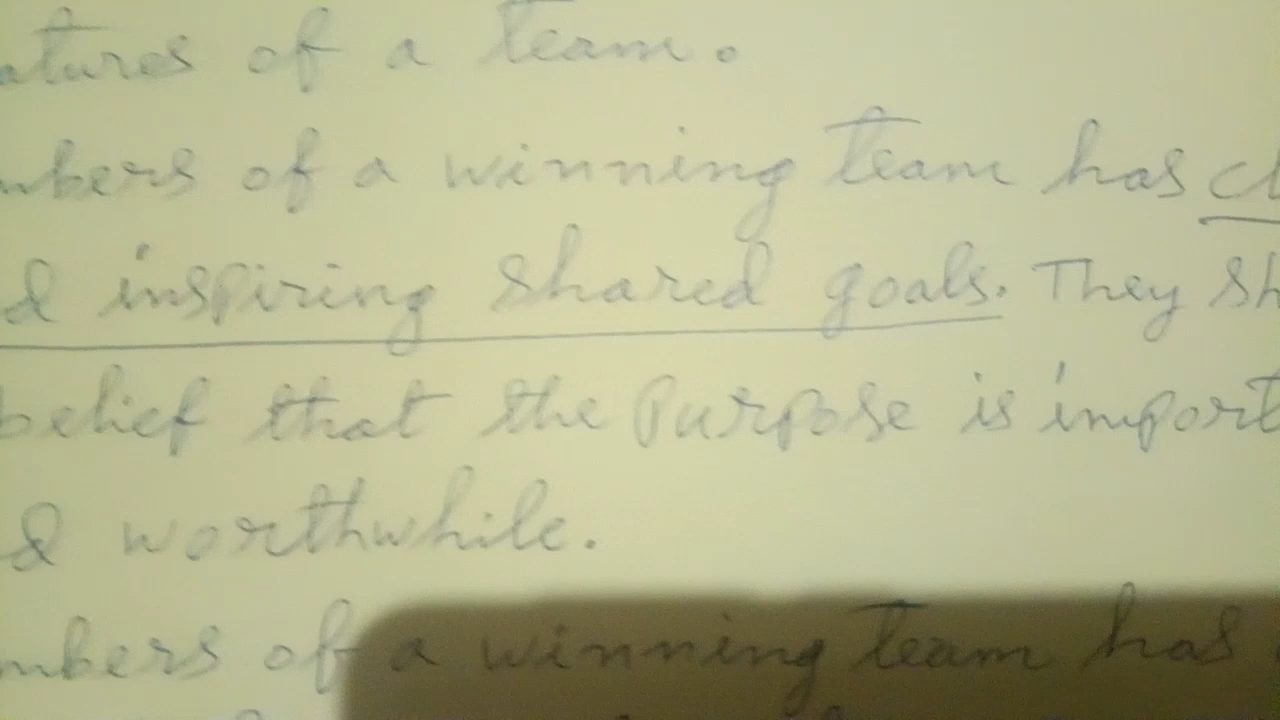 atures of a team.
mbers of a winning team has cl
d inspiring shared goals. They sh
belief that the Purpose is import
d worthwhile.
mbers of a winning team has